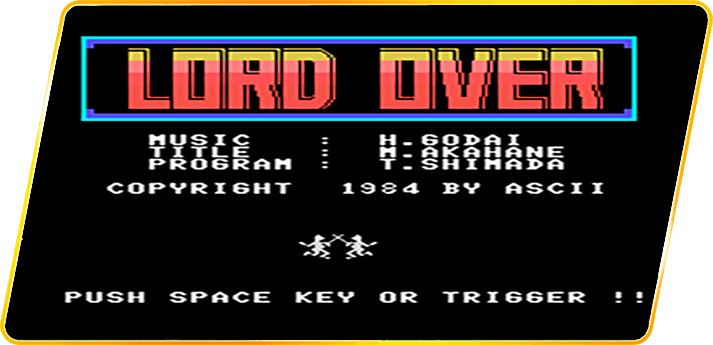 LORD OVER
MUSIC : H.GODAI
TITLE : M.AKAHANE
PROGRAM : T.SHIMADA
COPYRIGHT 1984 BY ASCII
PUSH SPACE KEY OR TRIGGER !!